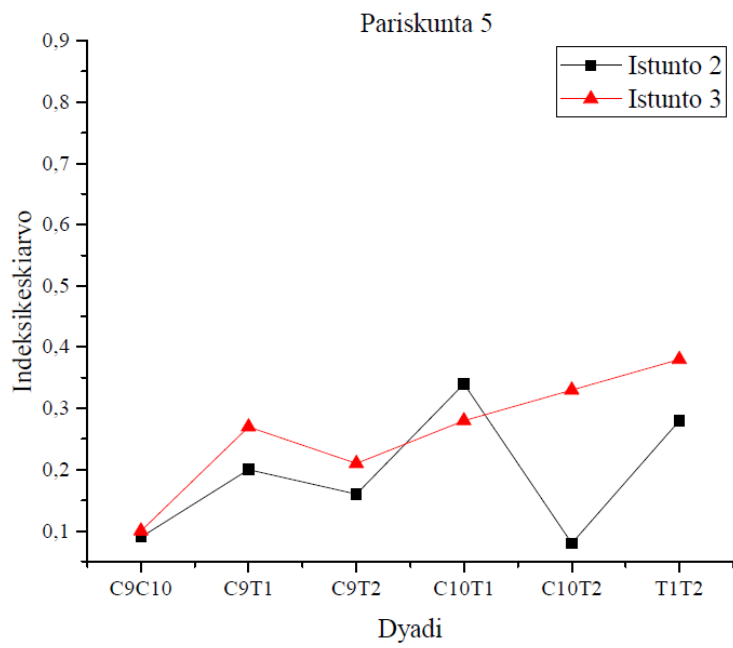 Pariskunta 5
Istunto 2
Istunto 3
Indeksikeskiarvo
0,9
0,8
0,7
0,6
0,5
0,4
0,3
0,2
0,1
C9C10 C9T1 C9T2 C10T1 C10T2 T1T2
Dyadi